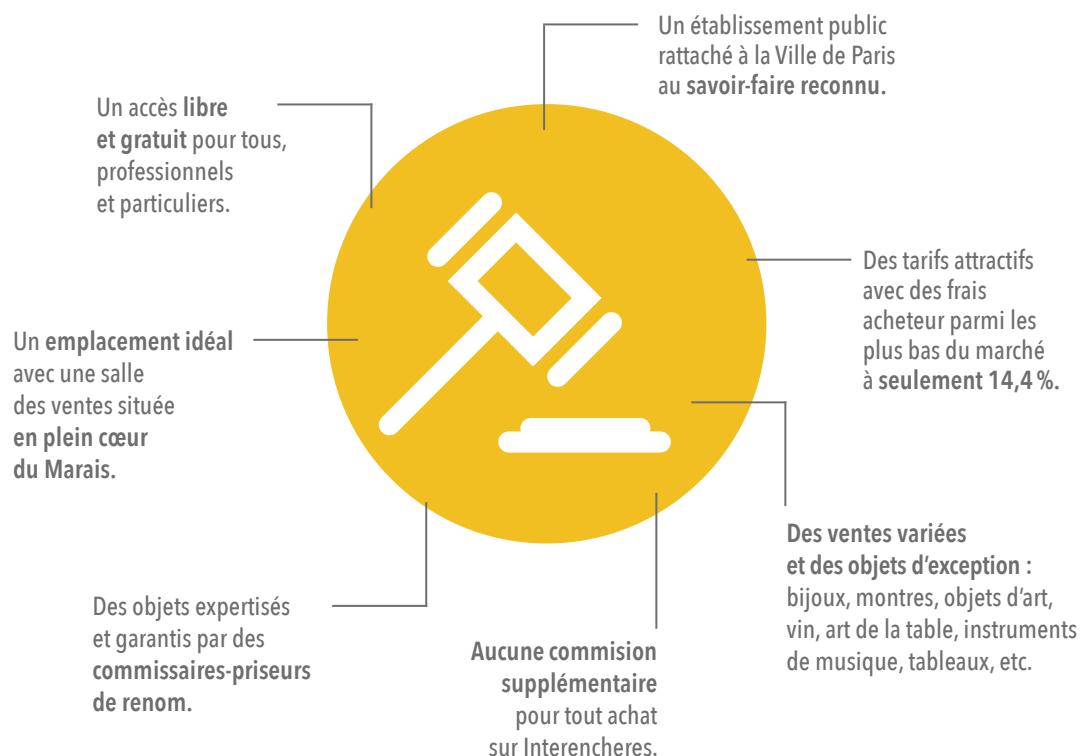 Un établissement public
rattaché à la Ville de Paris
au savoir-faire reconnu.
Un accès libre
et gratuit pour tous,
professionnels
et particuliers.
Des tarifs attractifs
avec des frais
acheteur parmi les
plus bas du marché
à seulement 14,4 %.
Un emplacement idéal
avec une salle
des ventes située
en plein cœur
du Marais.
Des ventes variées
et des objets d'exception :
bijoux, montres, objets d'art,
vin, art de la table, instruments
de musique, tableaux, etc.
Des objets expertisés
et garantis par des
commissaires-priseurs
de renom.
Aucune commision
supplémentaire
pour tout achat
sur Interencheres.